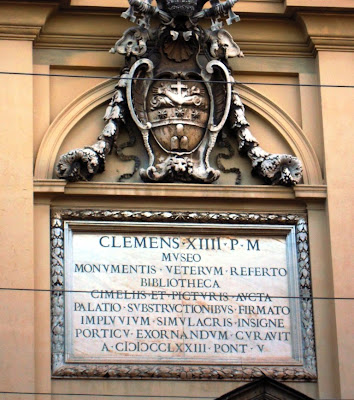 CLEMENS·XIIII·P·M
MVSEO
MONVMENTIS·VETERVM·REFERTO
BIBLIOTHECA
CIMELIIS·ET·PICTVRIS·AVCTA
PALATIO·SVBSTRVCTIONIBVS·FIRMATO
IMPLVVIVM·SIMVLACRIS·INSIGNE
PORTICV·EXORNANDVM·CVRAVIT
A·CIƆIƆCCLXXIII·PONT·V